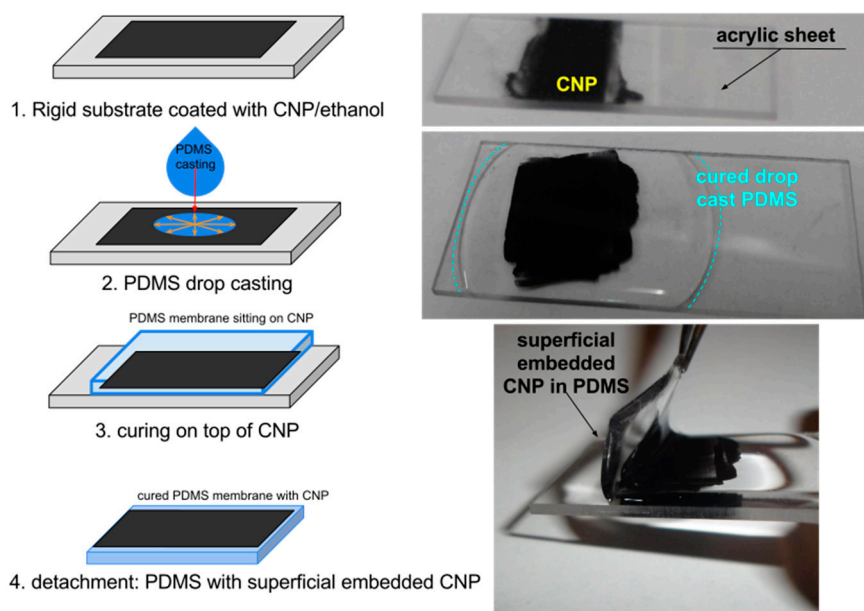 1. Rigid substrate coated with CNP/ethanol
PDMS
casting
2. PDMS drop casting
PDMS membrane sitting on CNP
3. curing on top of CNP
cured PDMS membrane with CNP
4. detachment: PDMS with superficial embedded CNP
acrylic sheet
CNP
cured drop
cast PDMS
superficial
embedded
CNP in PDMS